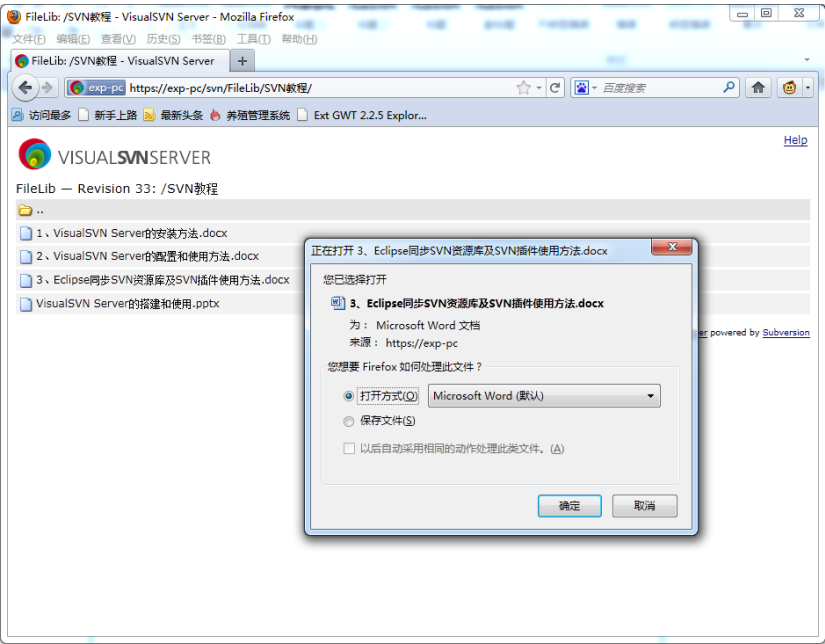 FileLib: /SVN教程 - VisualSVN Server - Mozilla Firefox
文件(F) 编辑(E) 查看(V) 历史(S) 书签(B) 工具(T) 帮助(H)
FileLib: /SVN教程 - VisualSVN Server +
exp-pc https://exp-pc/svn/FileLib/SVN教程/ 百度搜索
访问最多 新手上路 最新头条 养殖管理系统 Ext GWT 2.2.5 Explor...
Help
VISUALSVNSERVER
FileLib — Revision 33: /SVN教程
..
1、VisualSVN Server的安装方法.docx
2、VisualSVN Server的配置和使用方法.docx
3、Eclipse同步SVN资源库及SVN插件使用方法.docx
VisualSVN Server的搭建和使用.pptx
er powered by Subversion
正在打开 3、Eclipse同步SVN资源库及SVN插件使用方法.docx
您已选择打开
3、Eclipse同步SVN资源库及SVN插件使用方法.docx
为： Microsoft Word 文档
来源： https://exp-pc
您想要 Firefox 如何处理此文件？
打开方式(O) Microsoft Word (默认)
保存文件(S)
以后自动采用相同的动作处理此类文件。(A)
确定 取消